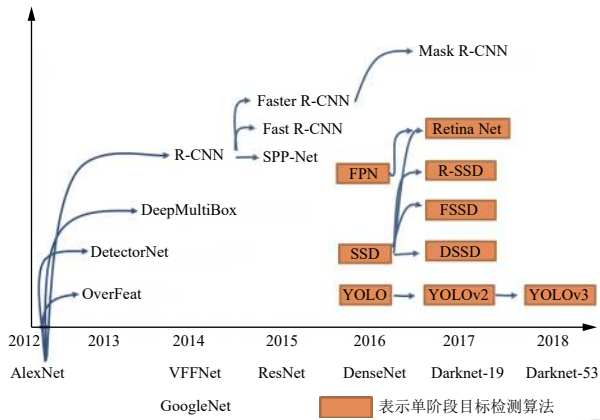 Mask R-CNN
Faster R-CNN
Fast R-CNN
Retina Net
R-CNN
SPP-Net
FPN
R-SSD
DeepMultiBox
FSSD
DetectorNet
SSD
DSSD
OverFeat
YOLO
YOLOv2
YOLOv3
2012 2013 2014 2015 2016 2017 2018
AlexNet VFFNet ResNet DenseNet Darknet-19 Darknet-53
GoogleNet
表示单阶段目标检测算法